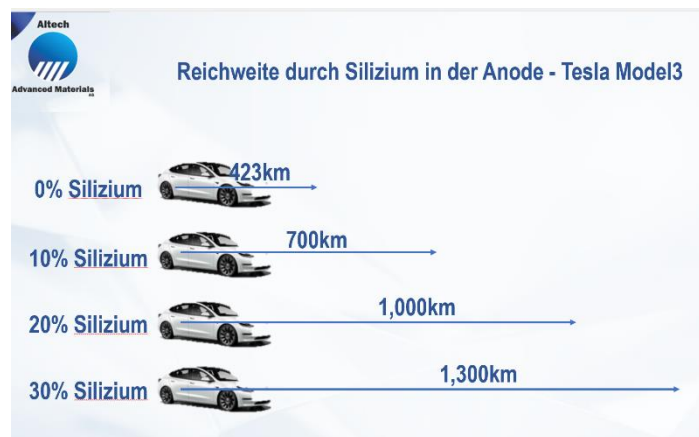 Altech
Advanced Materials
AG
Reichweite durch Silizium in der Anode - Tesla Model3
423km
0% Silizium
700km
10% Silizium
1,000km
20% Silizium
1,300km
30% Silizium